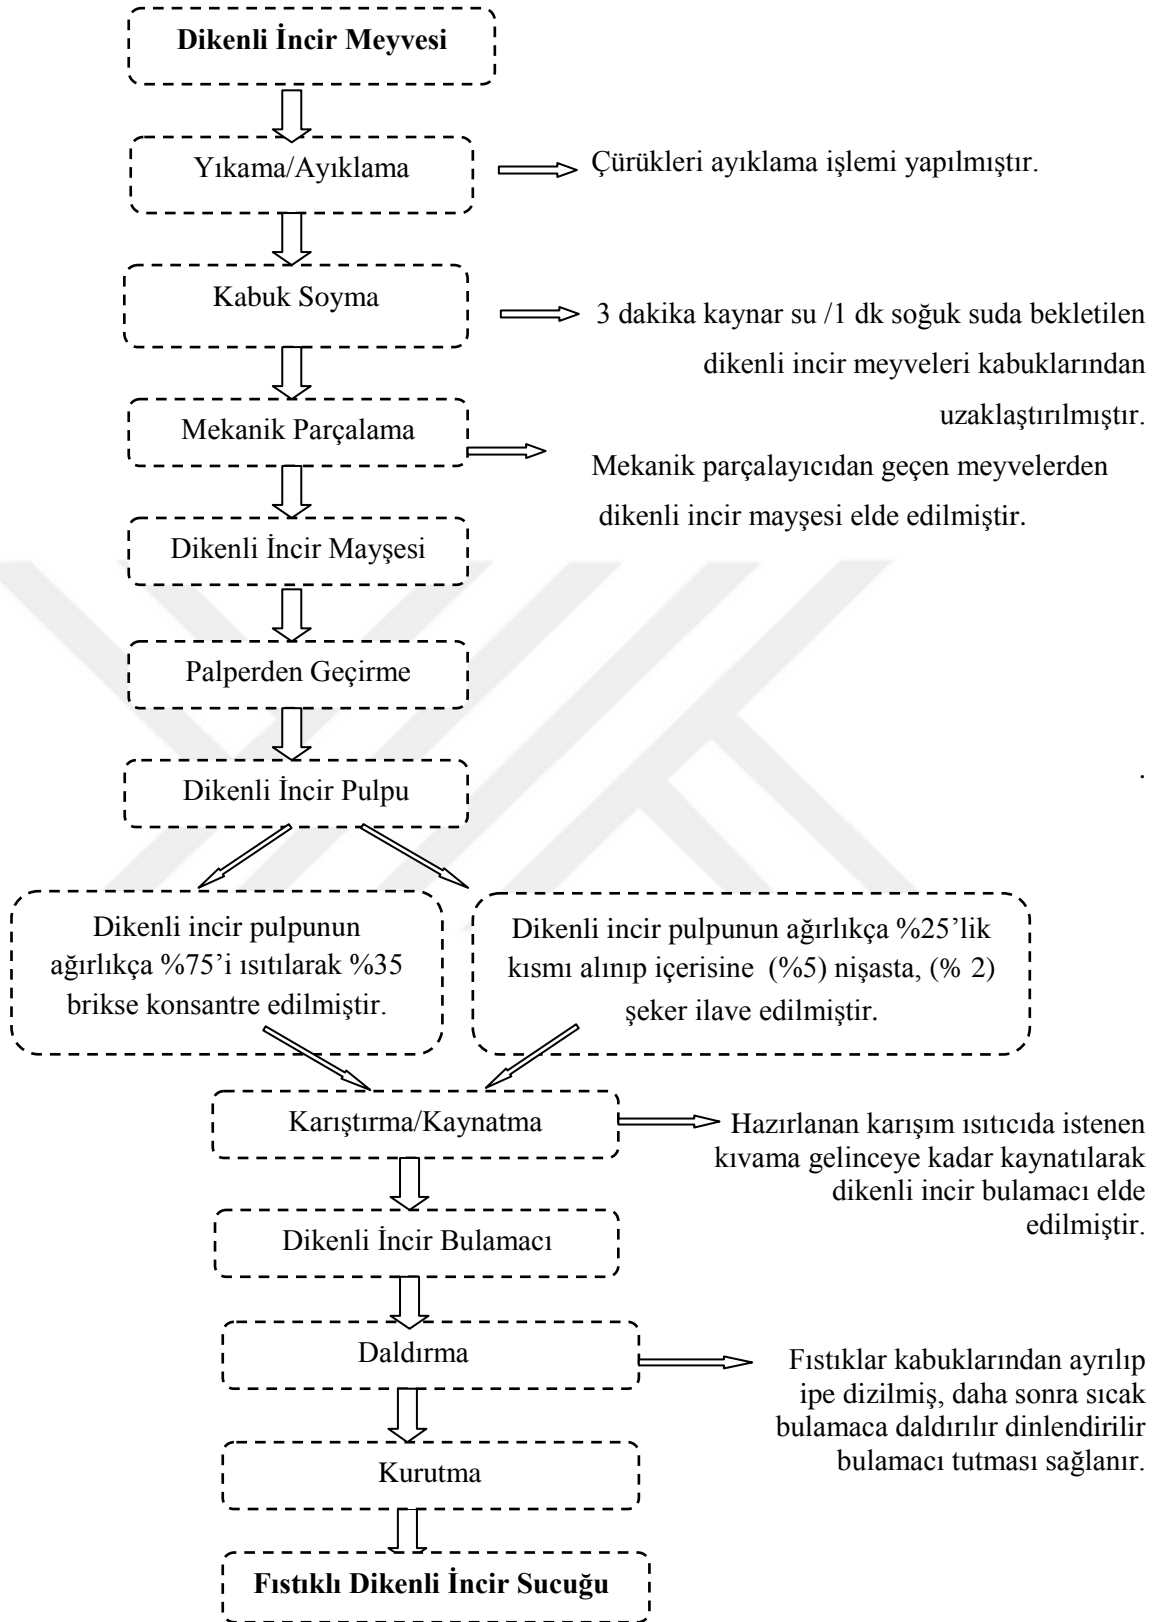 Dikenli İncir Meyvesi
Yıkama/Ayıklama
Çürükleri ayıklama işlemi yapılmıştır.
Kabuk Soyma
3 dakika kaynar su /1 dk soğuk suda bekletilen
dikenli incir meyveleri kabuklarından
uzaklaştırılmıştır.
Mekanik Parçalama
Mekanik parçalayıcıdan geçen meyvelerden
dikenli incir mayşesi elde edilmiştir.
Dikenli İncir Mayşesi
Palperden Geçirme
Dikenli İncir Pulpu
.
Dikenli incir pulpunun
ağırlıkça %75’i ısıtılarak %35
brikse konsantre edilmiştir.
Dikenli incir pulpunun ağırlıkça %25’lik
kısmı alınıp içerisine (%5) nişasta, (% 2)
şeker ilave edilmiştir.
Karıştırma/Kaynatma
Hazırlanan karışım ısıtıcıda istenen
kıvama gelinceye kadar kaynatılarak
dikenli incir bulamacı elde
edilmiştir.
Dikenli İncir Bulamacı
Daldırma
Fıstıklar kabuklarından ayrılıp
ipe dizilmiş, daha sonra sıcak
bulamaca daldırılır dinlendirilir
bulamacı tutması sağlanır.
Kurutma
Fıstıklı Dikenli İncir Sucuğu